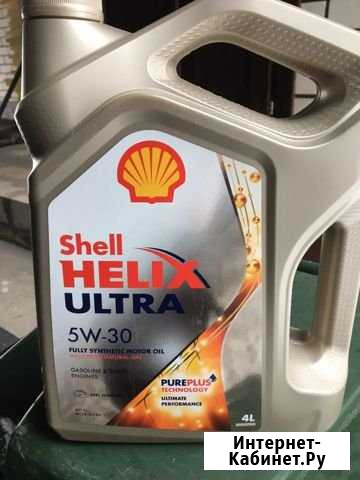 Shell
HELIX
ULTRA
5W-30
FULLY SYNTHETIC MOTOR OIL
GASOLINE &
ENGINES
PUREPLUS
TECHNOLOGY
ULTIMATE
PERFORMANCE
4L
Интернет-
Кабинет.Ру